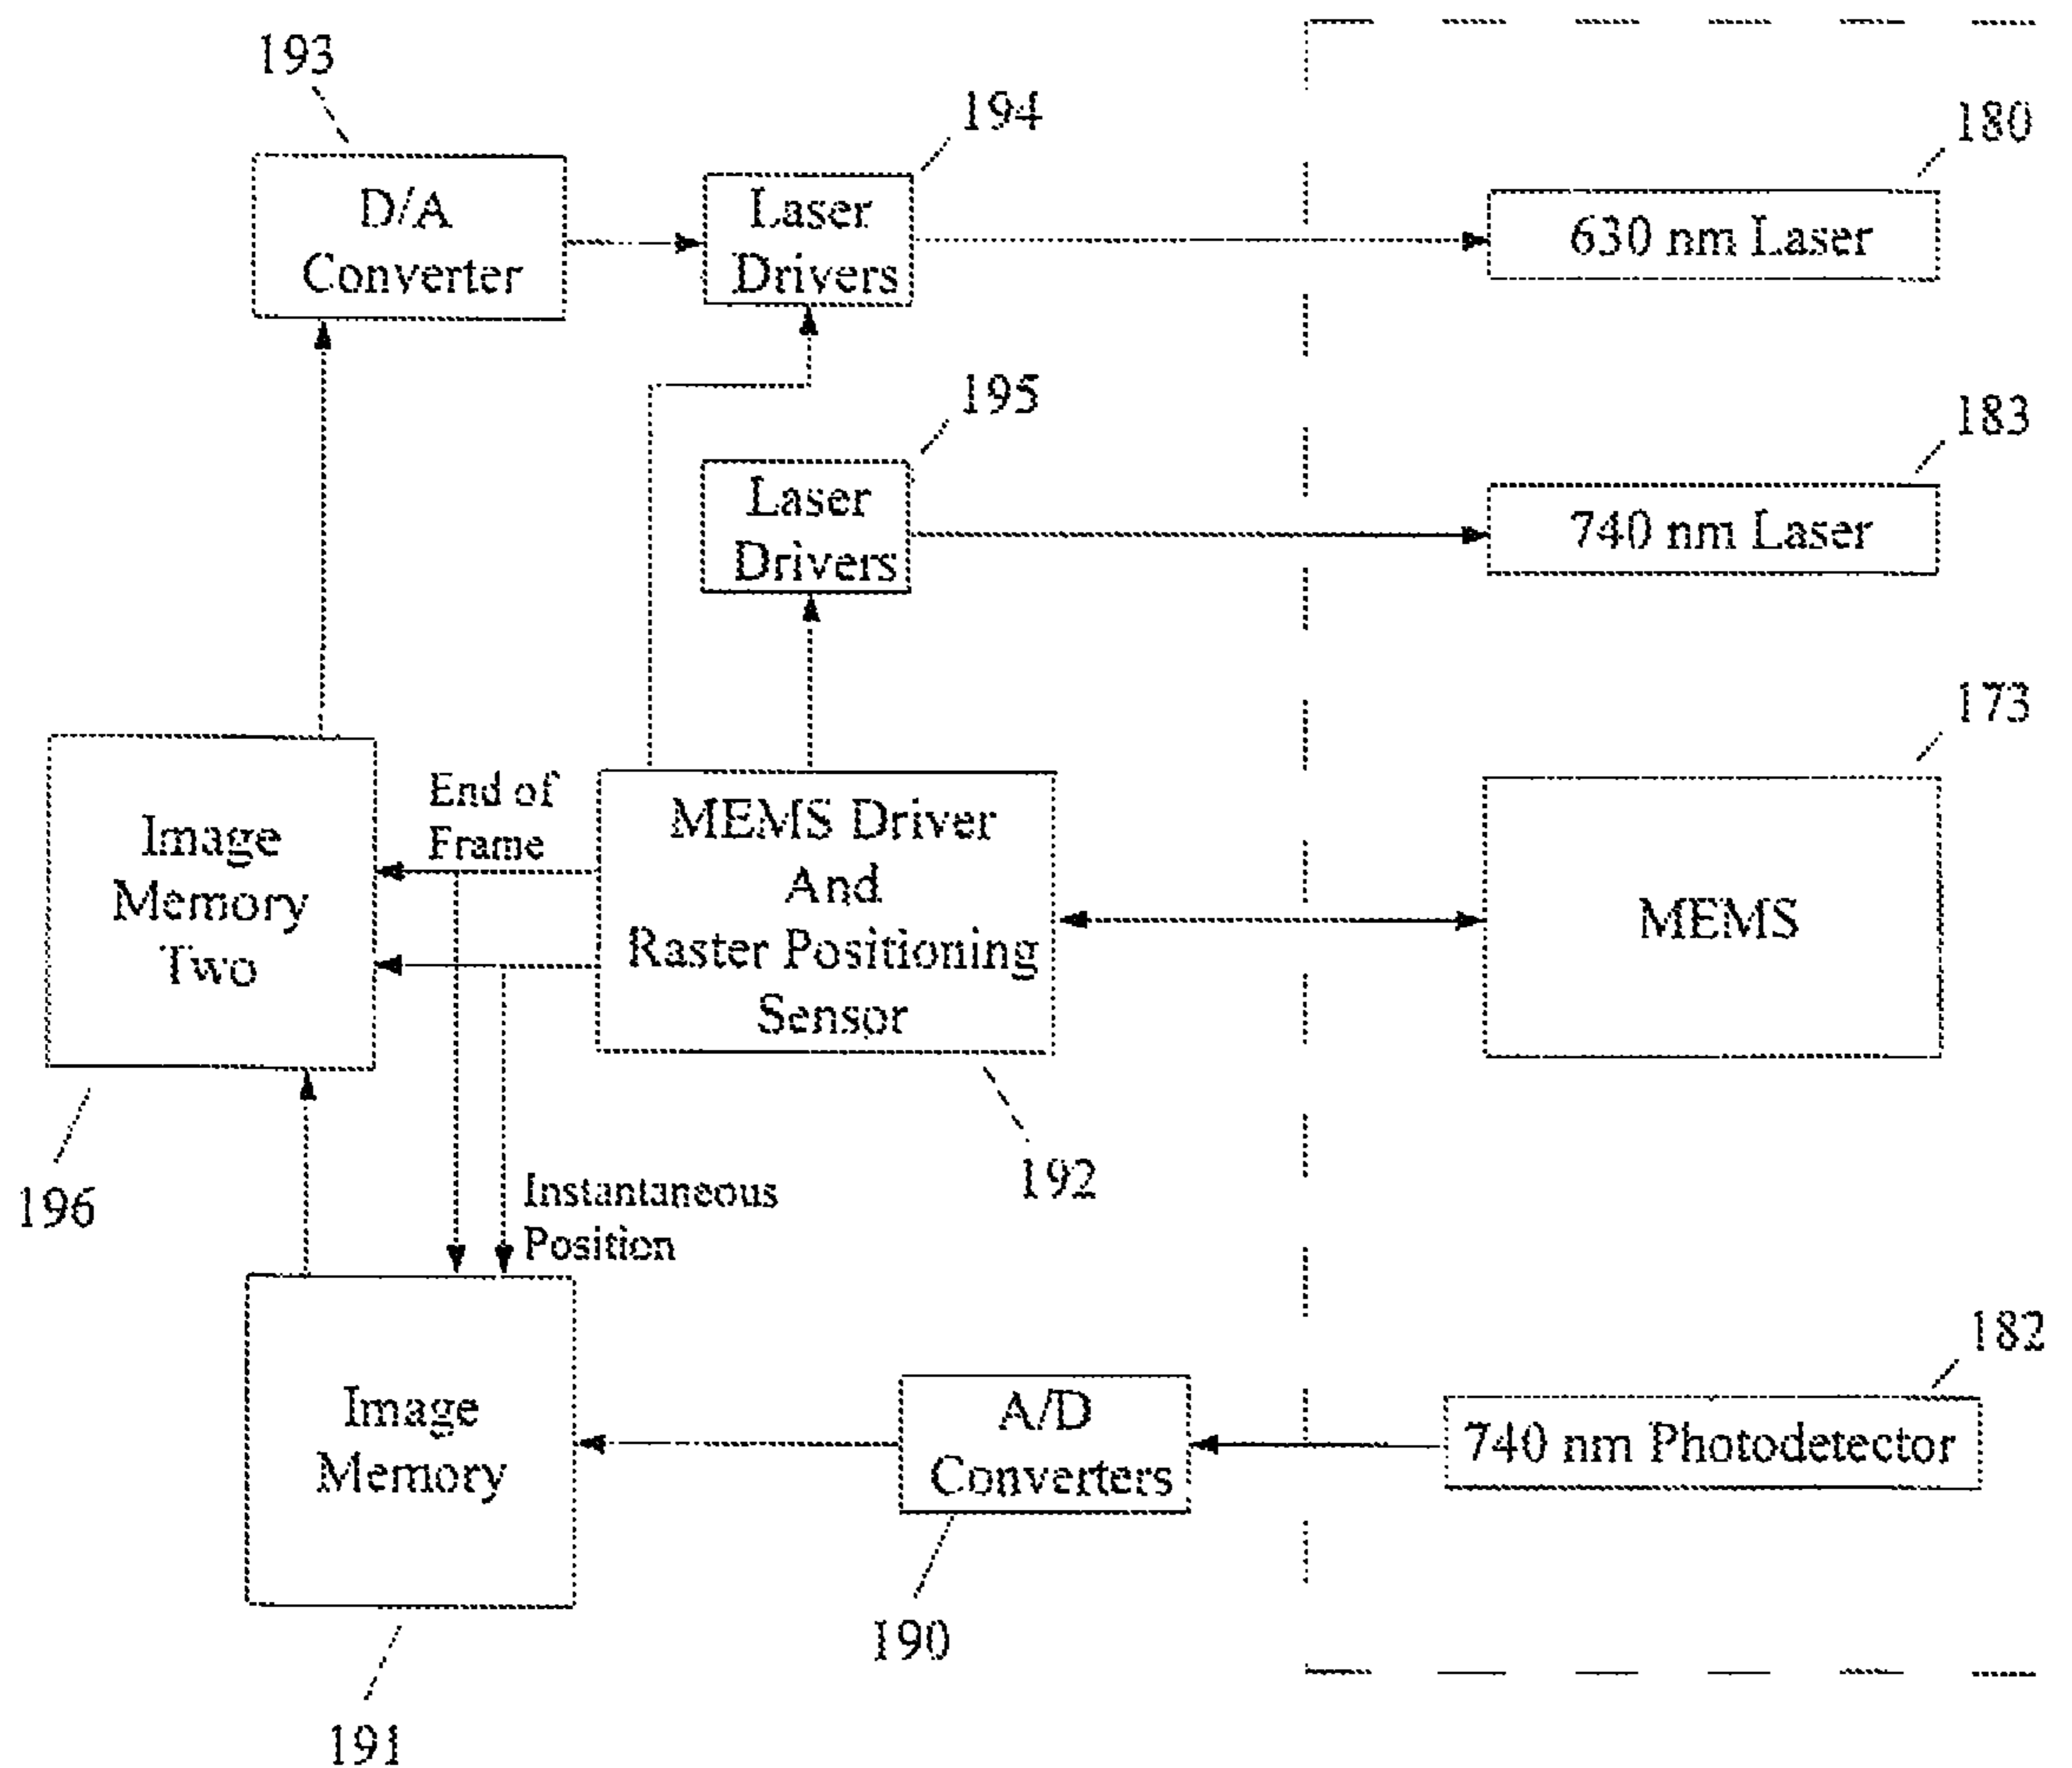 193
194
180
D/A
Converter
Laser
Drivers
630 nm Laser
195
183
Laser
Drivers
740 nm Laser
173
End of
Frame
Image
Memory
Two
MEMS Driver
And
Raster Positioning
Sensor
MEMS
196
192
Instantaneous
Position
182
Image
Memory
A/D
Converters
740 nm Photodetector
190
191